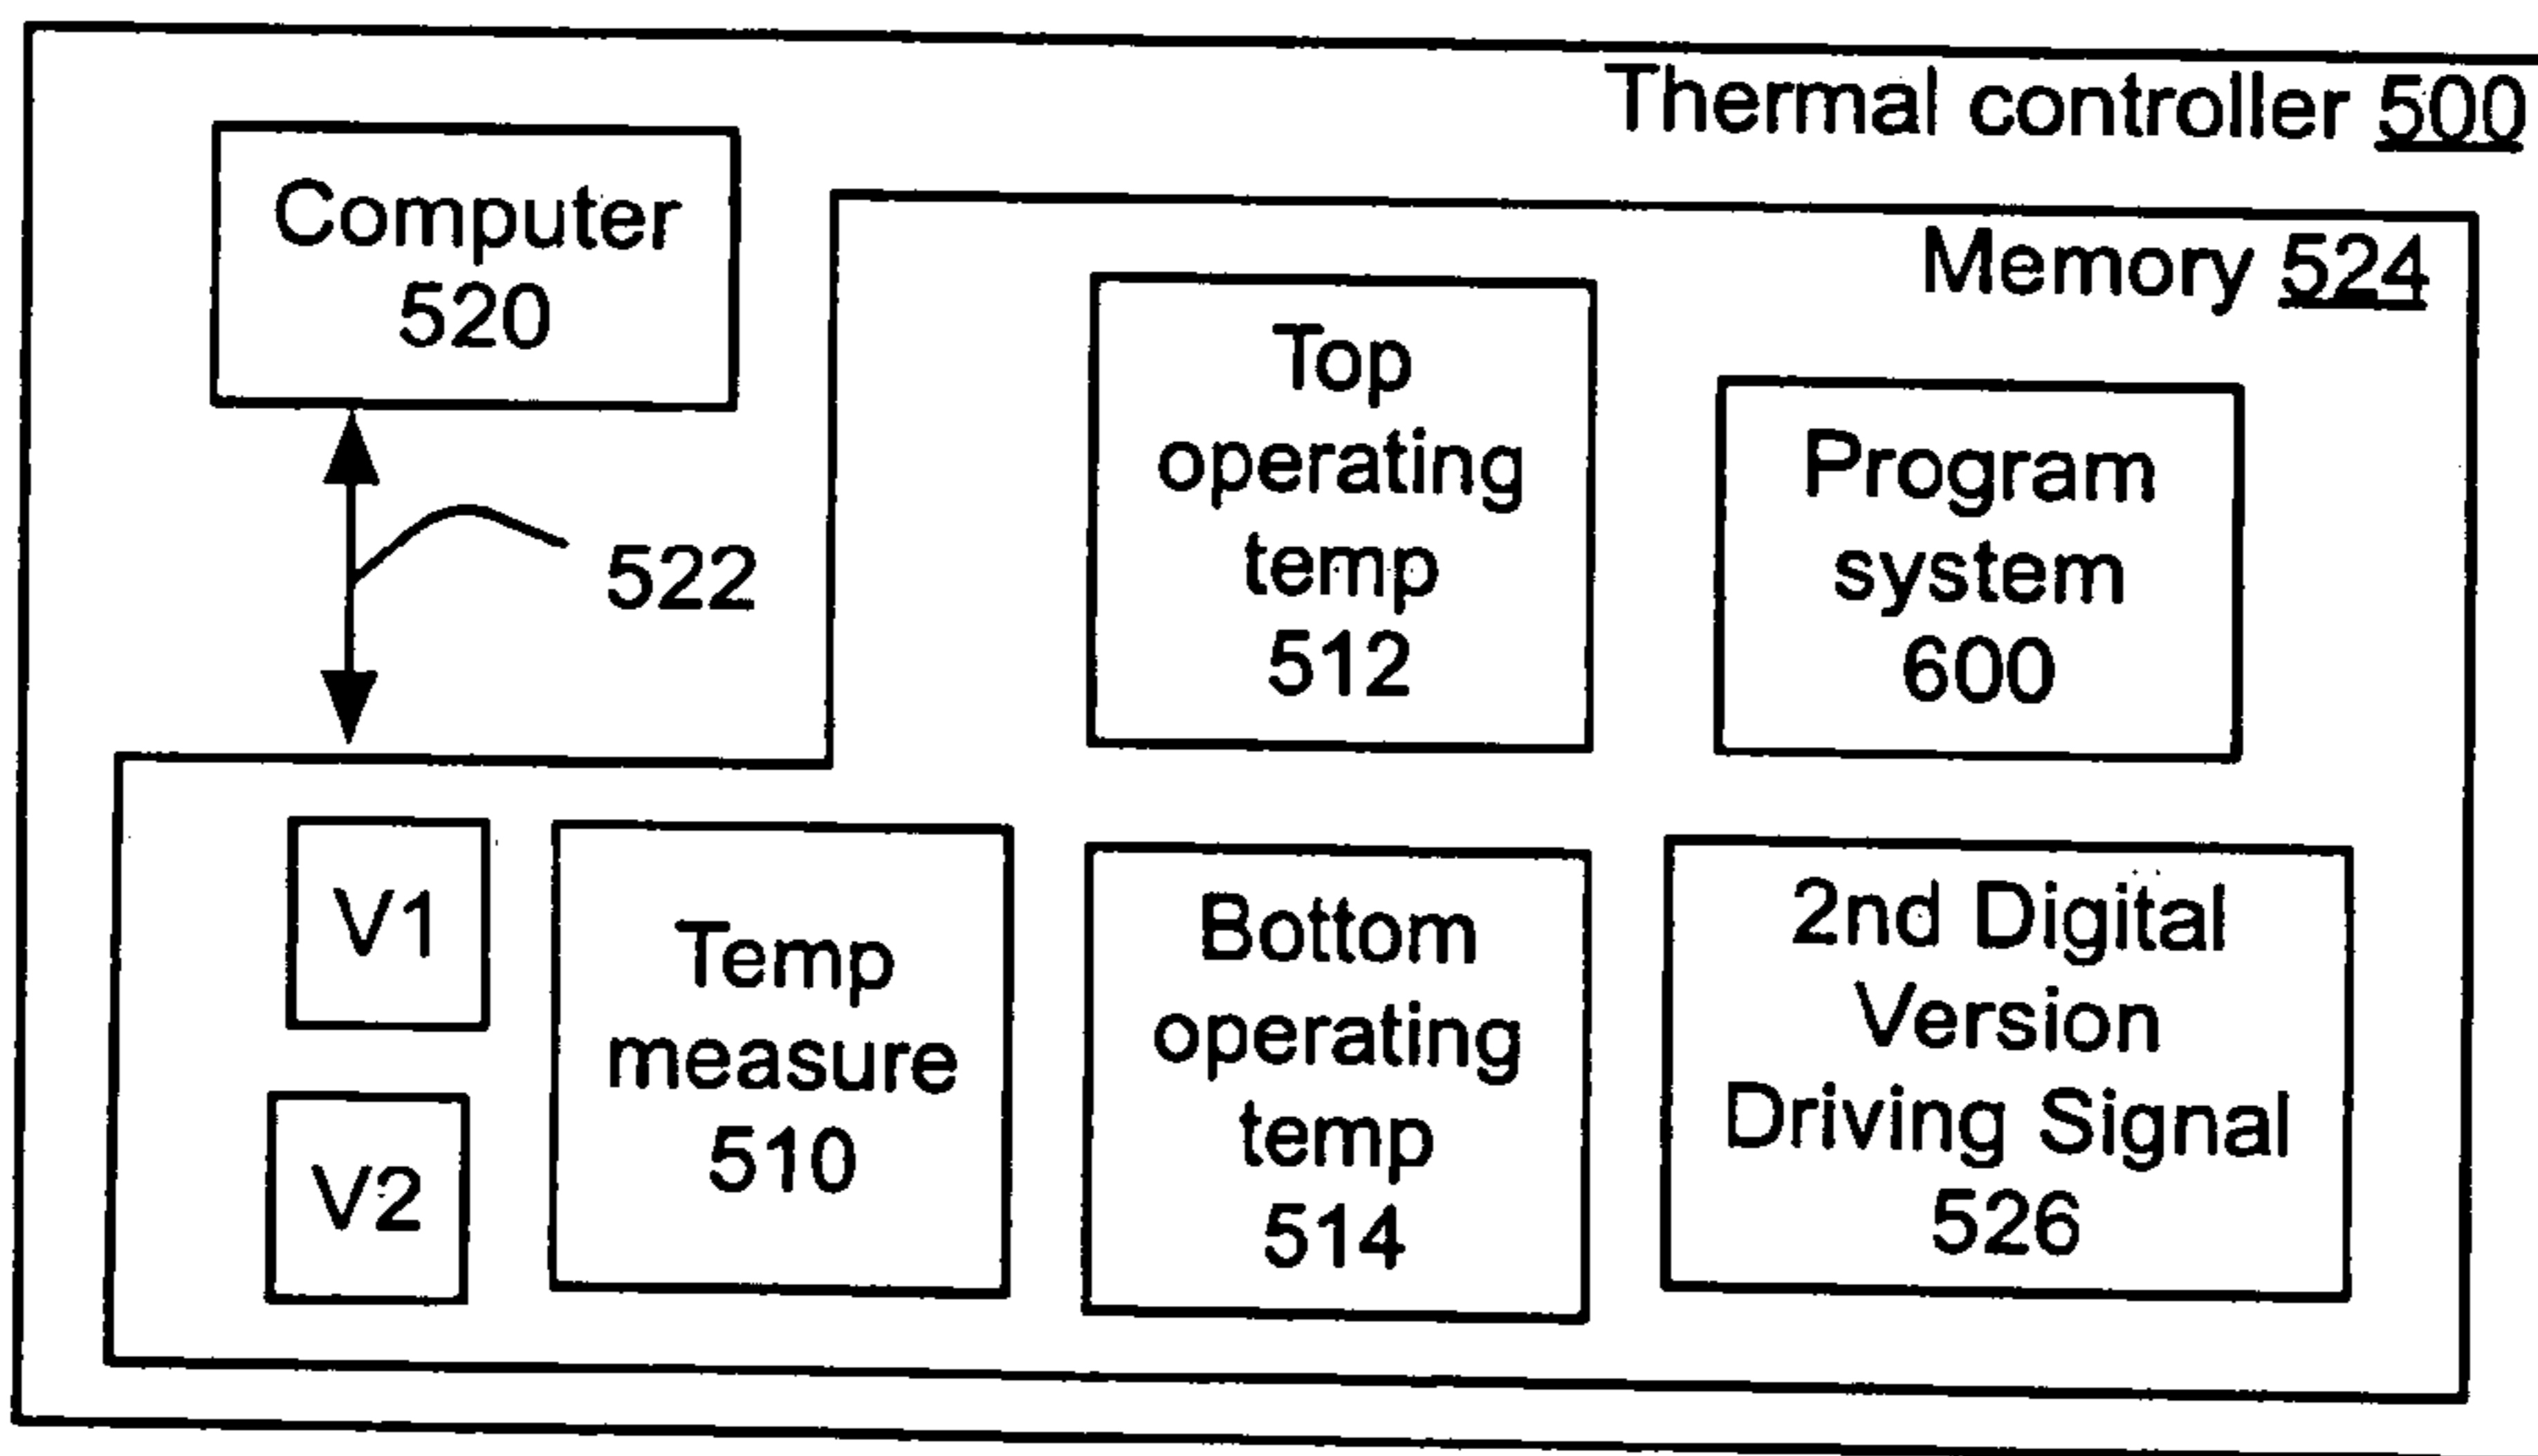 Thermal controller 500
Computer
520
Memory 524
522
Top
operating
temp
512
Program
system
600
V1
V2
Temp
measure
510
Bottom
operating
temp
514
2nd Digital
Version
Driving Signal
526